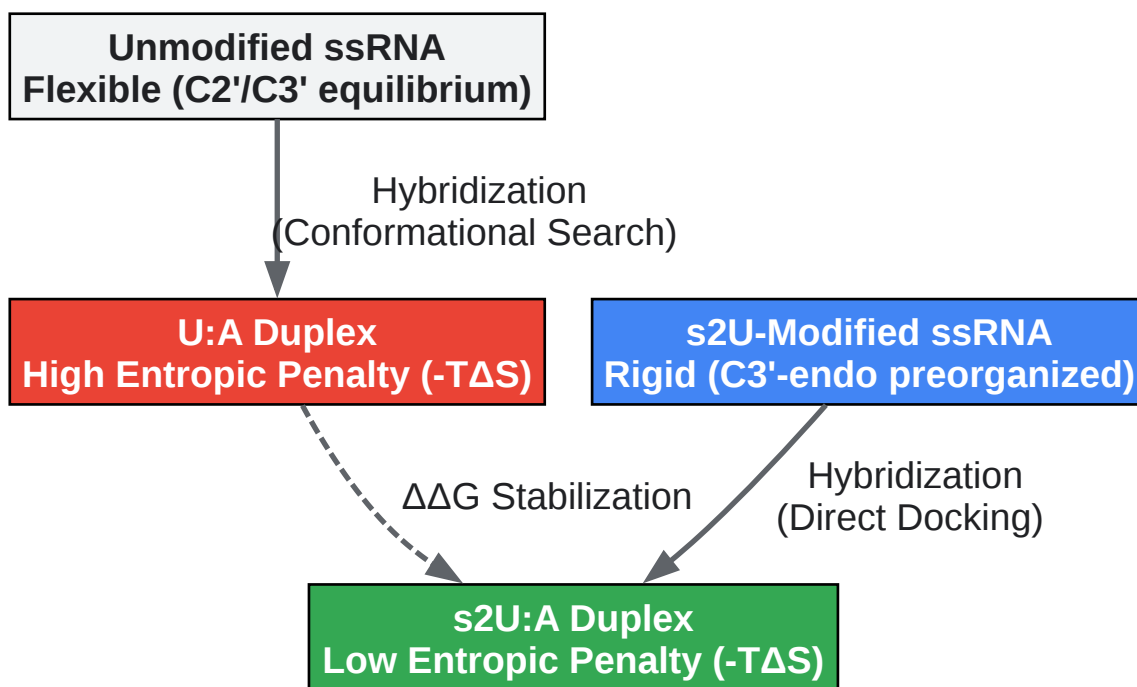 Unmodified ssRNA
Flexible (C2'/C3' equilibrium)
Hybridization
(Conformational Search)
U:A Duplex
High Entropic Penalty (-TΔS)
s2U-Modified ssRNA
Rigid (C3'-endo preorganized)
ΔΔG Stabilization
Hybridization
(Direct Docking)
s2U:A Duplex
Low Entropic Penalty (-TΔS)